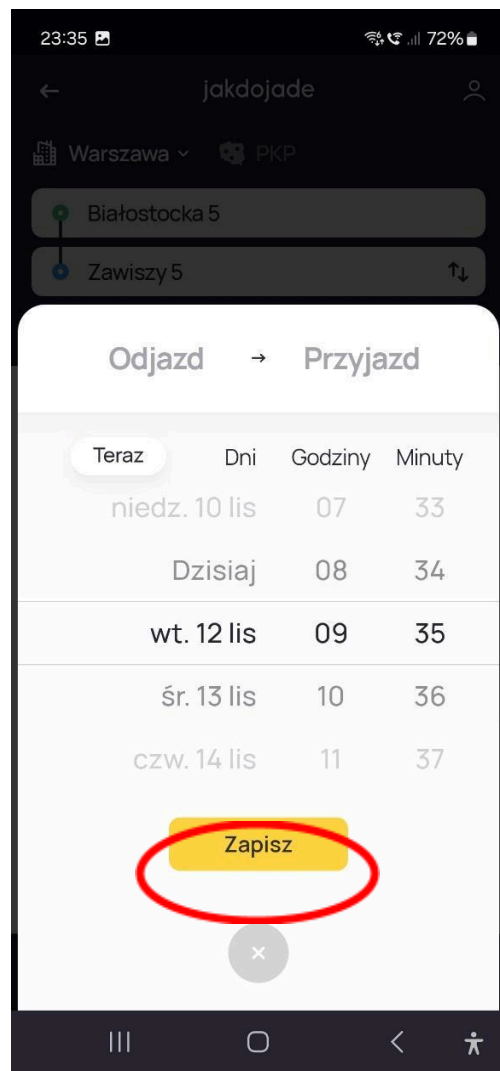 23:35 72%
jakdojade
Warszawa PKP
Białostocka 5
Zawiszy 5
Odjazd → Przyjazd
Teraz Dni Godziny Minuty
niedz. 10 lis 07 33
Dzisiaj 08 34
wt. 12 lis 09 35
śr. 13 lis 10 36
czw. 14 lis 11 37
Zapisz